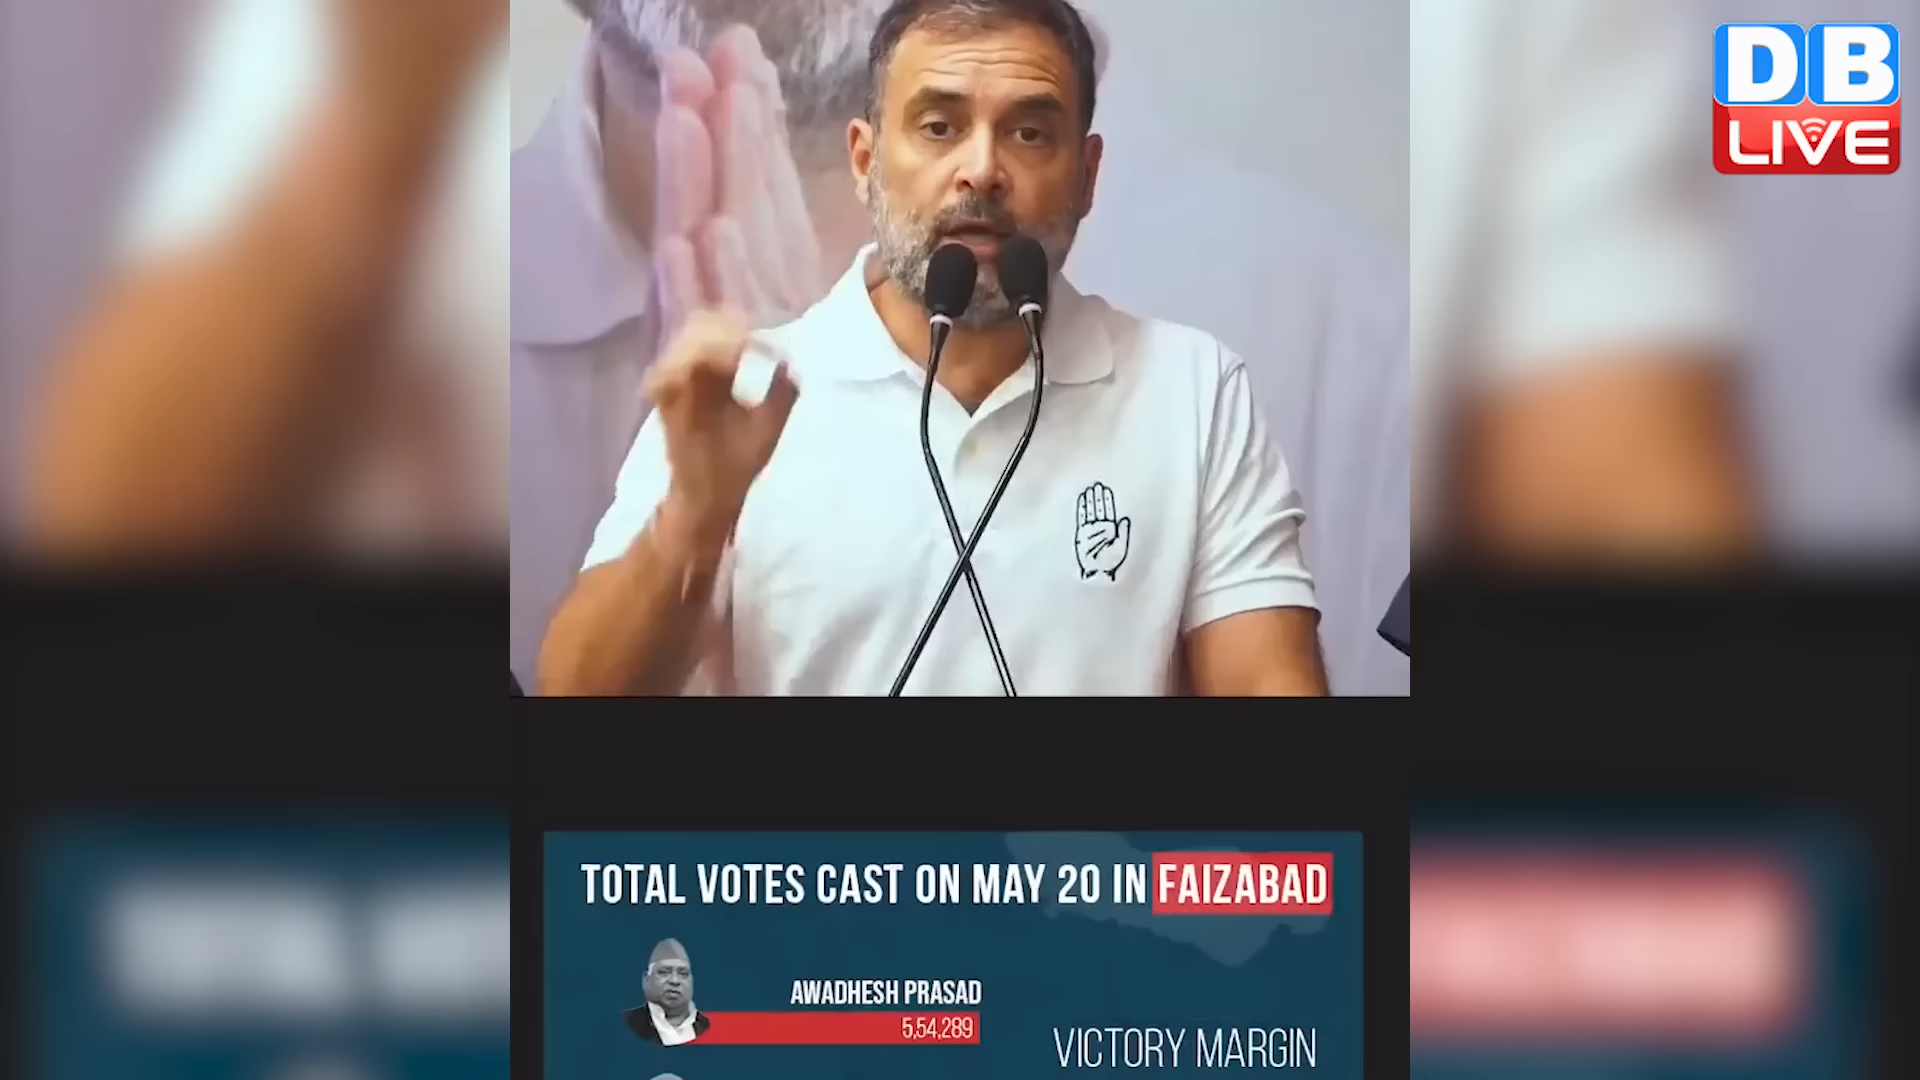 DB
LIVE
TOTAL VOTES CAST ON MAY 20 IN FAIZABAD
AWADHESH PRASAD
5,54,289
VICTORY MARGIN